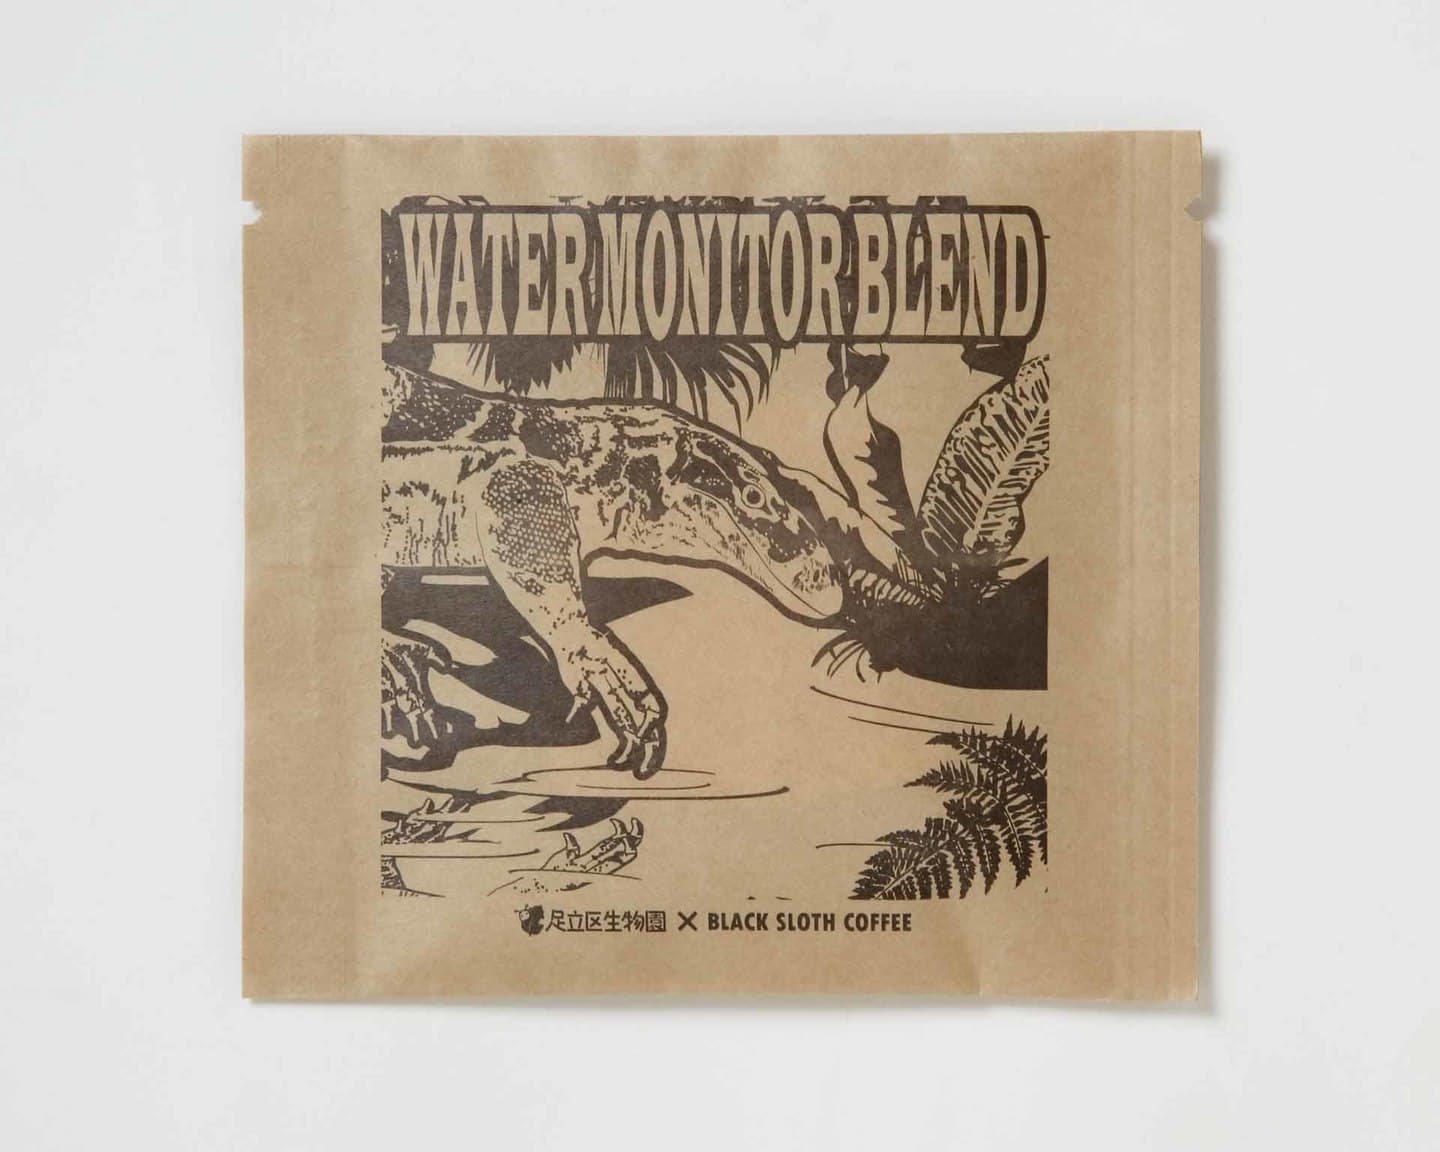 WATER MONITOR BLEND
足立区生物園 × BLACK SLOTH COFFEE